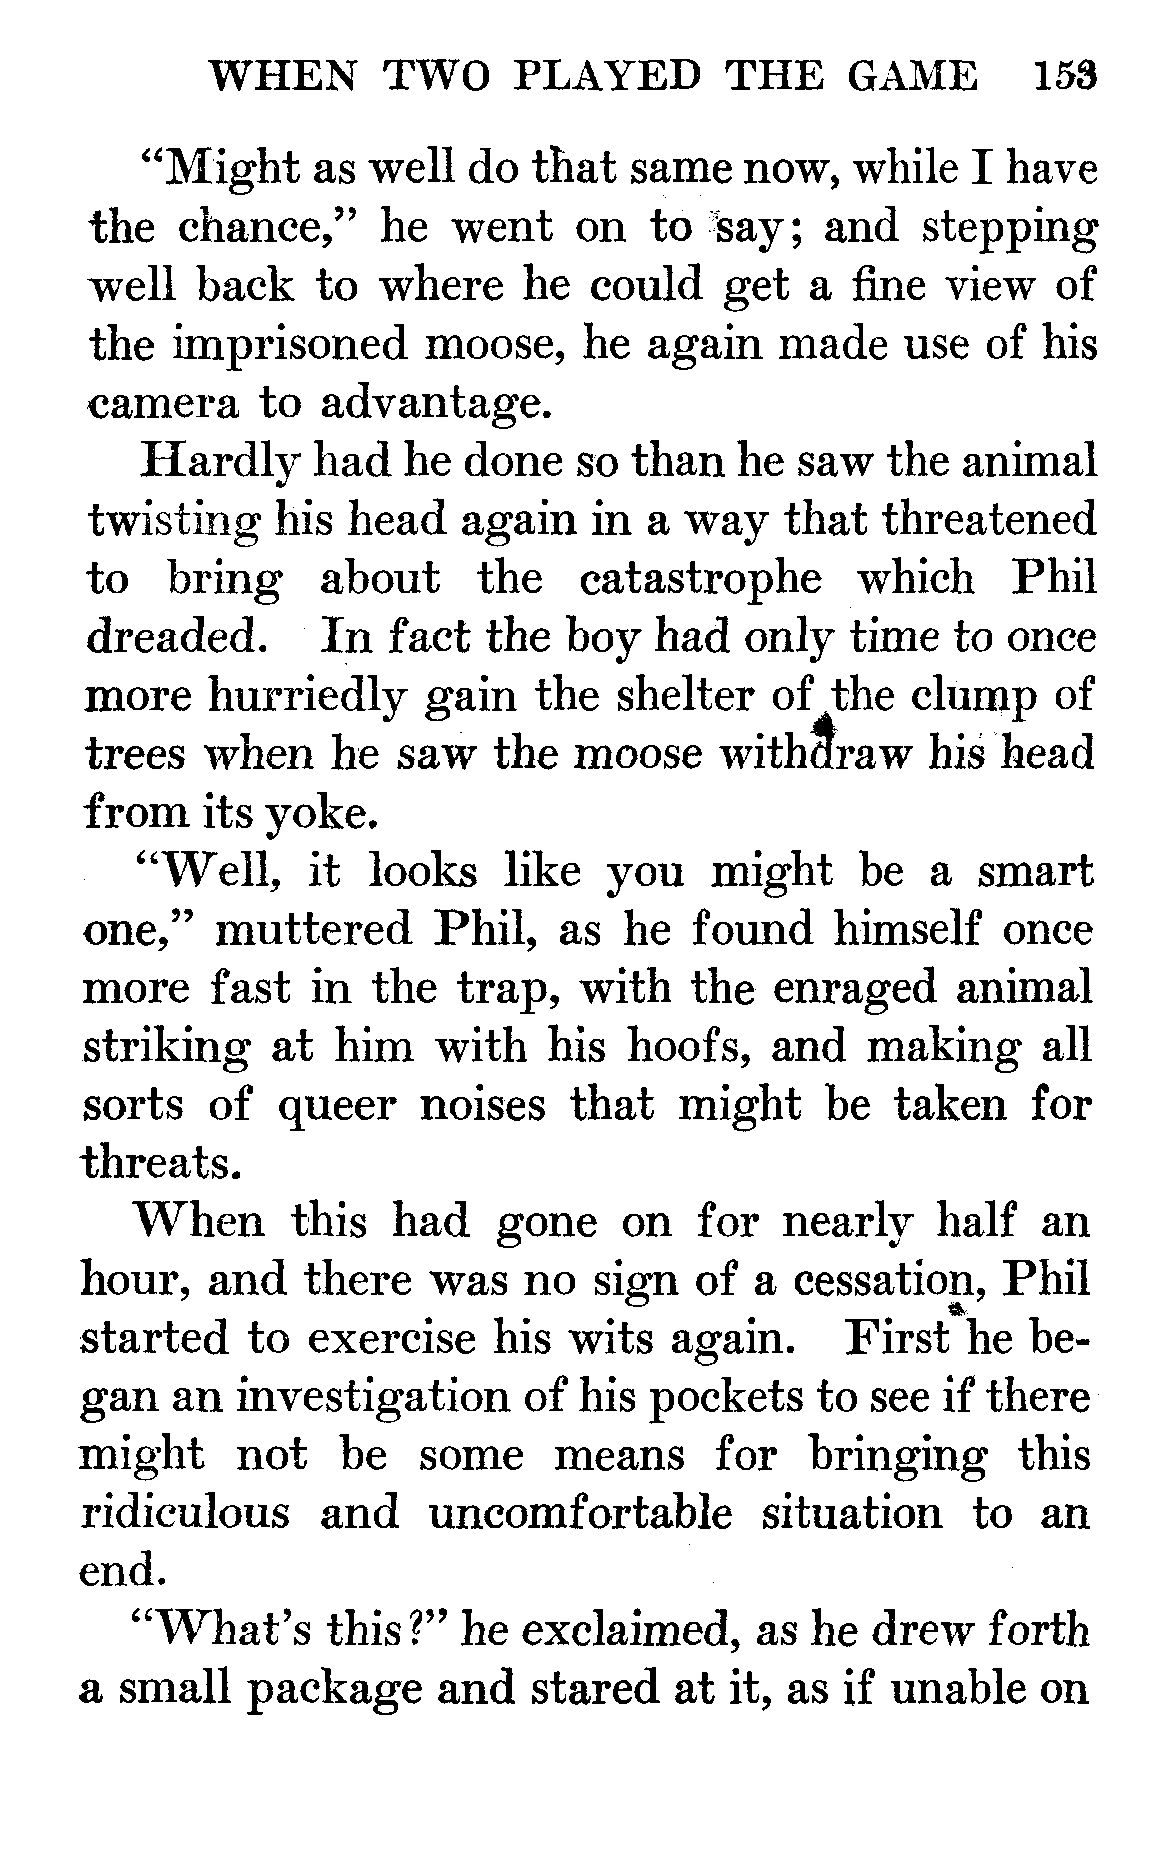 WHEN TWO PLAYED THE GAME 153
“Might as well do that same now, while I have
the chance,” he went on to say; and stepping
well back to where he could get a fine view of
the imprisoned moose, he again made use of his
camera to advantage.
Hardly had he done so than he saw the animal
twisting his head again in a way that threatened
to bring about the catastrophe which Phil
dreaded. In fact the boy had only time to once
more hurriedly gain the shelter of the clump of
trees when he saw the moose withdraw his head
from its yoke.
“Well, it looks like you might be a smart
one,” muttered Phil, as he found himself once
more fast in the trap, with the enraged animal
striking at him with his hoofs, and making all
sorts of queer noises that might be taken for
threats.
When this had gone on for nearly half an
hour, and there was no sign of a cessation, Phil
started to exercise his wits again. First he be-
gan an investigation of his pockets to see if there
might not be some means for bringing this
ridiculous and uncomfortable situation to an
end.
“What’s this?” he exclaimed, as he drew forth
a small package and stared at it, as if unable on